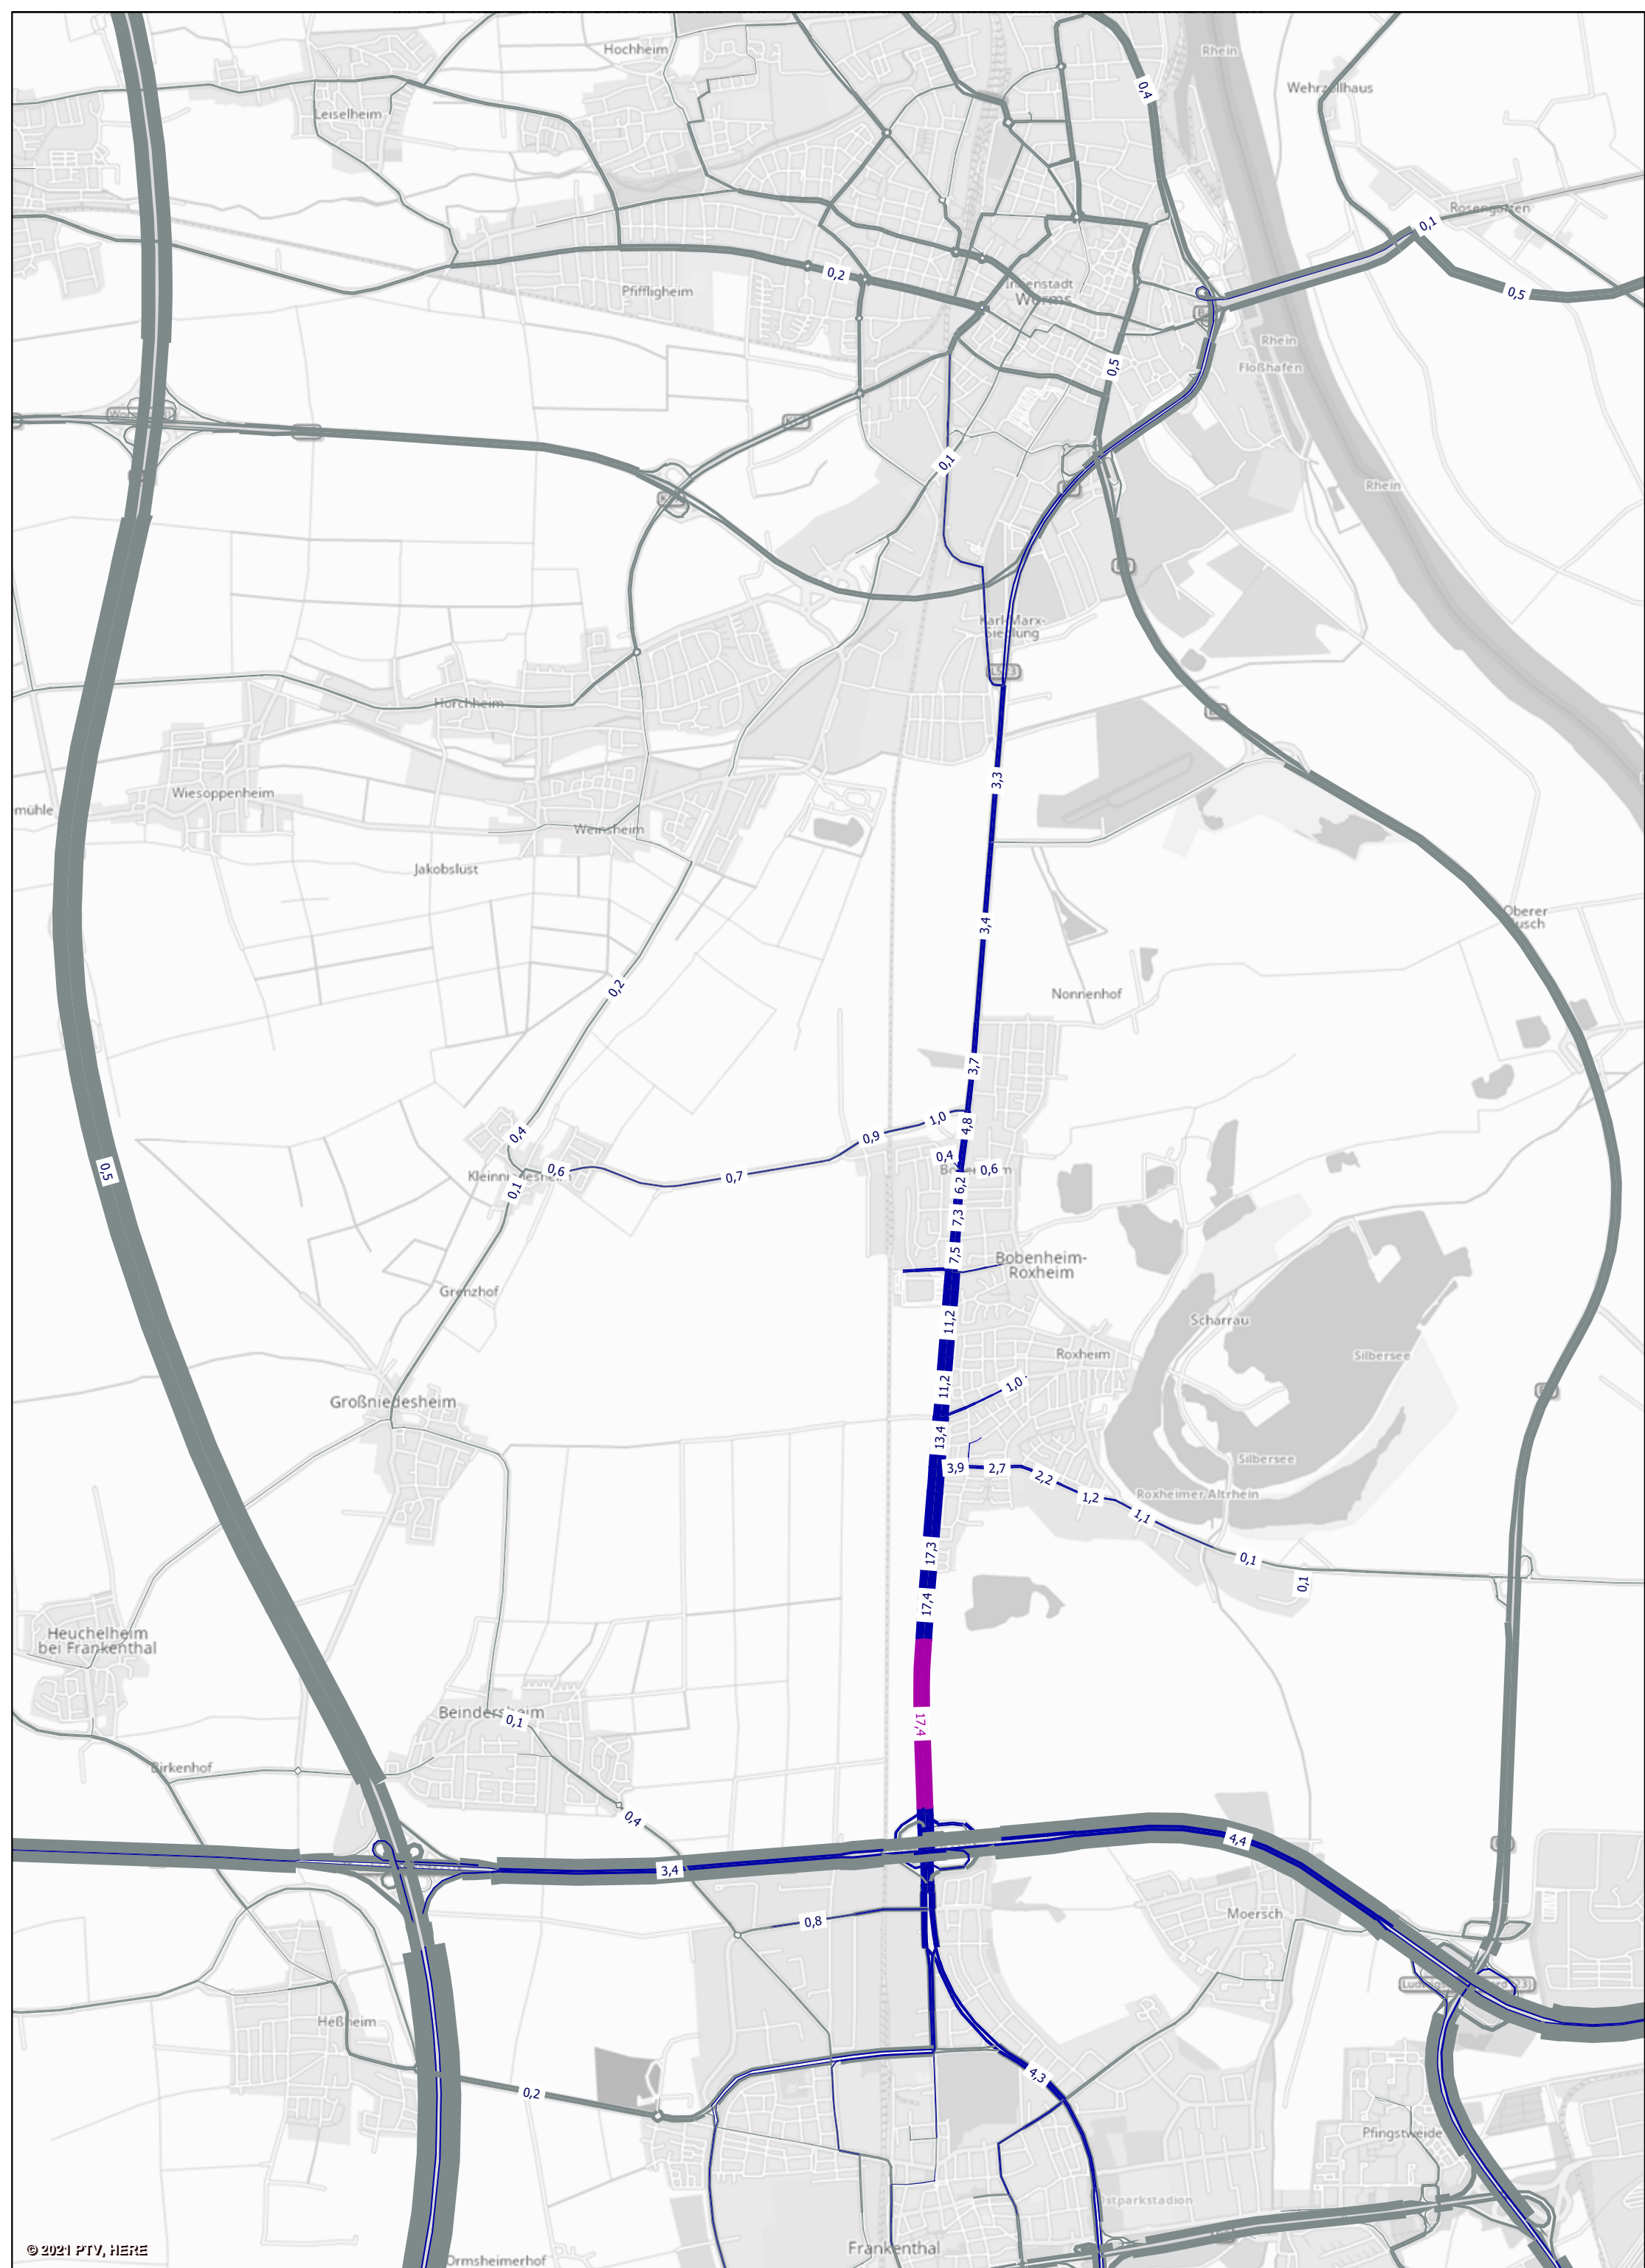 Hochheim
Rhein
Wehrzollhaus
0,4
Leiselheim
Rosengarten
0,1
0,2
Pfiffligheim
Innenstadt
Worms
0,5
Rhein
Floßhafen
0,5
0,1
Rhein
Karl-Marx-
Siedlung
Horchheim
3,3
Wiesoppenheim
mühle
Weinsheim
Jakobslust
3,4
Oberer
Busch
0,2
Nonnenhof
3,7
1,0
4,8
0,4
0,9
0,4
0,6
0,5
Kleinniedesheim
0,6
0,7
0,1
6,2
7,3
7,5
Bobenheim-
Roxheim
Grenzhof
11,2
Scharrau
Roxheim
Silbersee
11,2
1,0
Großniedesheim
13,4
Silbersee
3,9
2,7
2,2
1,2
Roxheimer Altrhein
1,1
17,3
0,1
0,1
17,4
Heuchelheim
bei Frankenthal
Beindersheim
0,1
17,4
Birkenhof
0,4
4,4
3,4
0,8
Moersch
Heßheim
4,3
0,2
Pfingstweide
Ostparkstadion
Frankenthal
Ormsheimerhof
© 2021 PTV, HERE